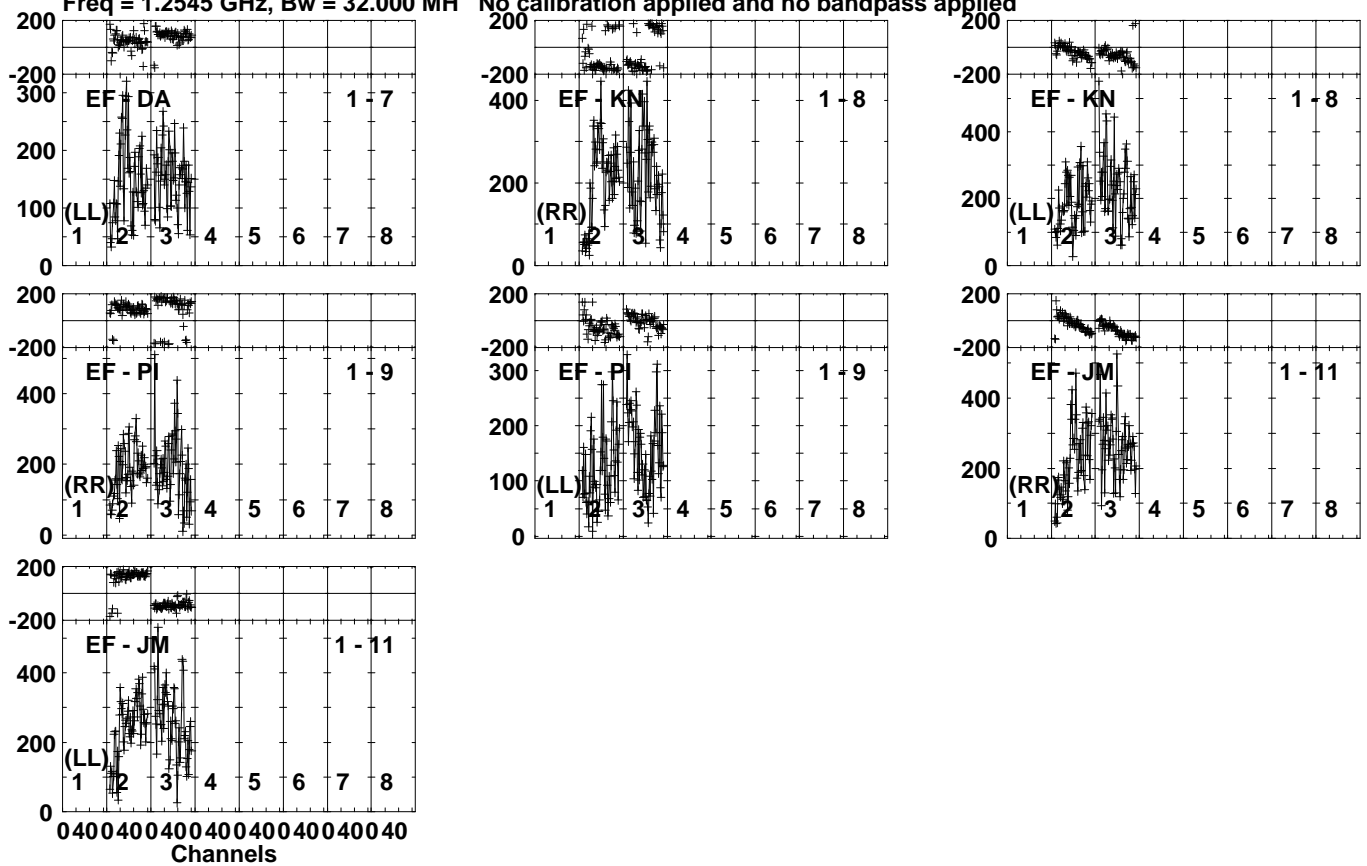 Freq = 1.2545 GHz, Bw = 32.000 MH No calibration applied and no bandpass applied
200
-200
300
200
100
0
EF - DA 1 - 7
(LL)
1 2 3 4 5 6 7 8
200
-200
400
200
0
EF - KN 1 - 8
(RR)
1 2 3 4 5 6 7 8
200
-200
400
200
0
EF - KN 1 - 8
(LL)
1 2 3 4 5 6 7 8
200
-200
400
200
0
EF - PI 1 - 9
(RR)
1 2 3 4 5 6 7 8
200
-200
300
200
100
0
EF - PI 1 - 9
(LL)
1 2 3 4 5 6 7 8
200
-200
400
200
0
EF - JM 1 - 11
(RR)
1 2 3 4 5 6 7 8
200
-200
400
200
0
EF - JM 1 - 11
(LL)
1 2 3 4 5 6 7 8
0 40 0 40 0 40 0 40 0 40 0 40 0 40 0 40
Channels